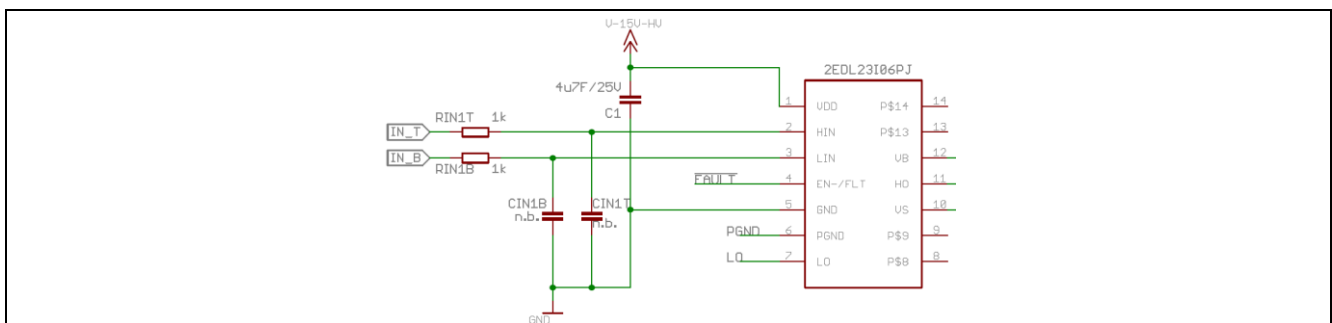 V-15V-HV
2EDL23I06PJ
4u7F/25V
C1
1 VDD P$14 14
RIN1T 1k
IN_T
2 HIN P$13 13
IN_B
3 LIN VB 12
RIN1B 1k
FAULT
4 EN-/FLT HO 11
CIN1B
n.b.
CIN1T
n.b.
5 GND VS 10
PGND
6 PGND P$9 9
LO
7 LO P$8 8
GND